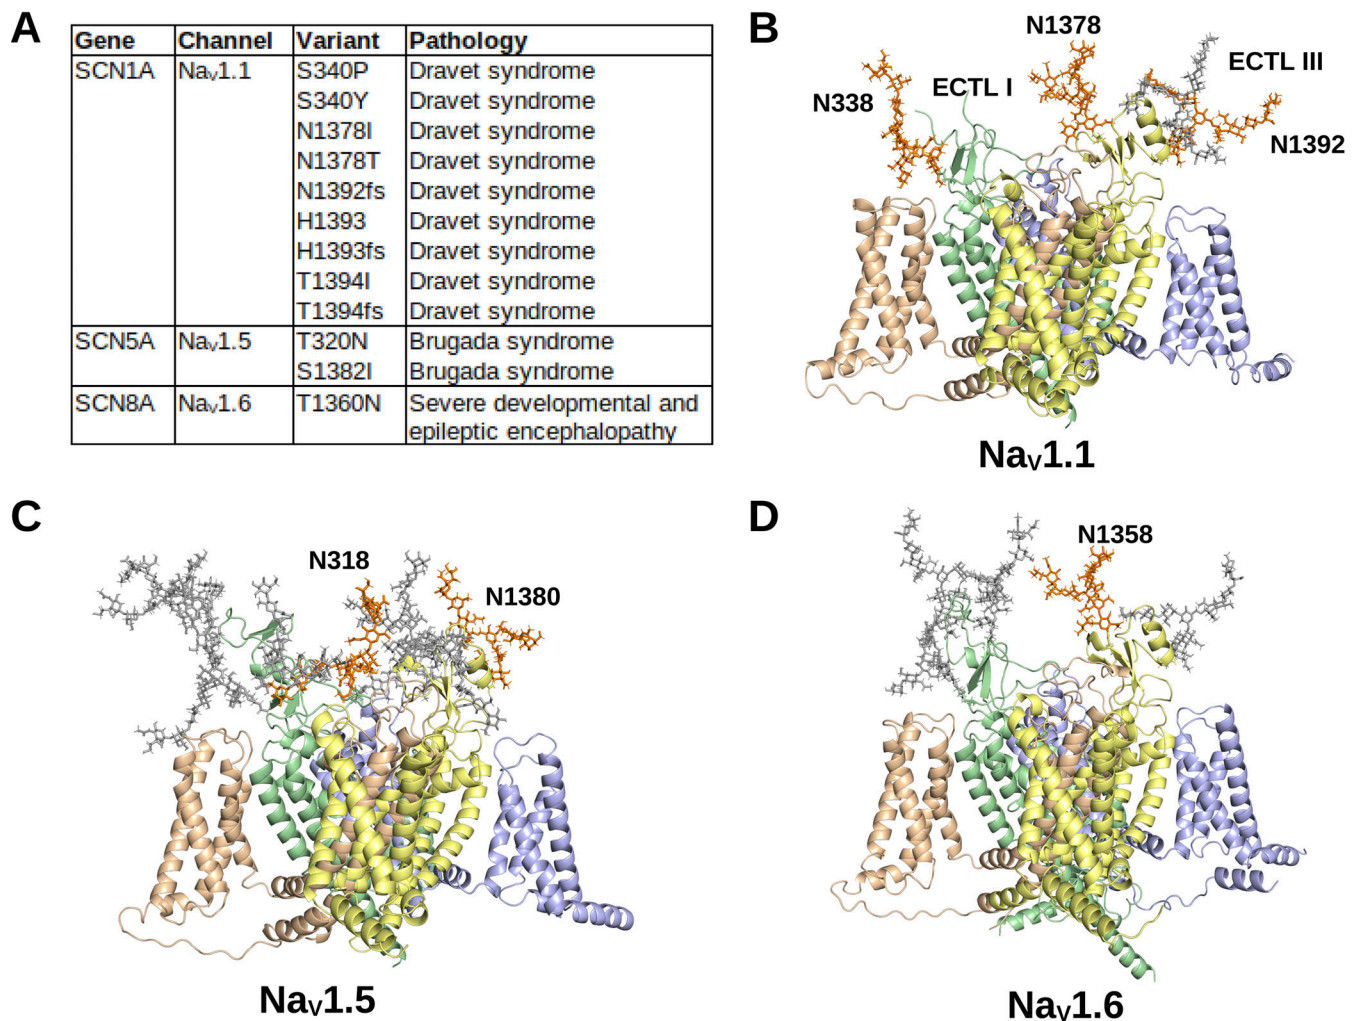 A
Gene Channel Variant Pathology
SCN1A Nav1.1 S340P Dravet syndrome
S340Y Dravet syndrome
N1378I Dravet syndrome
N1378T Dravet syndrome
N1392fs Dravet syndrome
H1393 Dravet syndrome
H1393fs Dravet syndrome
T1394I Dravet syndrome
T1394fs Dravet syndrome
SCN5A Nav1.5 T320N Brugada syndrome
S1382I Brugada syndrome
SCN8A Nav1.6 T1360N Severe developmental and
epileptic encephalopathy
B
N1378
ECTL III
ECTL I
N338
N1392
NaV1.1
C
N318
N1380
NaV1.5
D
N1358
NaV1.6